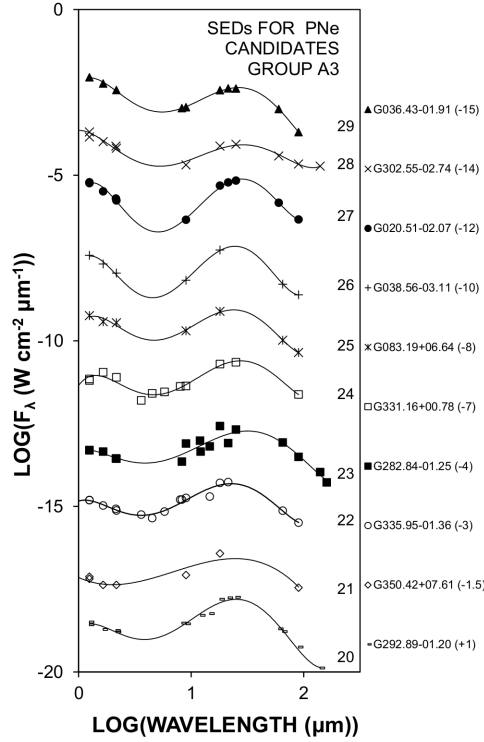 SEDs FOR PNe
CANDIDATES
GROUP A3
0
-5
-10
-15
-20
LOG(Fλ (W cm-2 µm-1))
0
1
2
LOG(WAVELENGTH (µm))
29
28
27
26
25
24
23
22
21
20
G036.43-01.91 (-15)
G302.55-02.74 (-14)
G020.51-02.07 (-12)
G038.56-03.11 (-10)
G083.19+06.64 (-8)
G331.16+00.78 (-7)
G282.84-01.25 (-4)
G335.95-01.36 (-3)
G350.42+07.61 (-1.5)
G292.89-01.20 (+1)